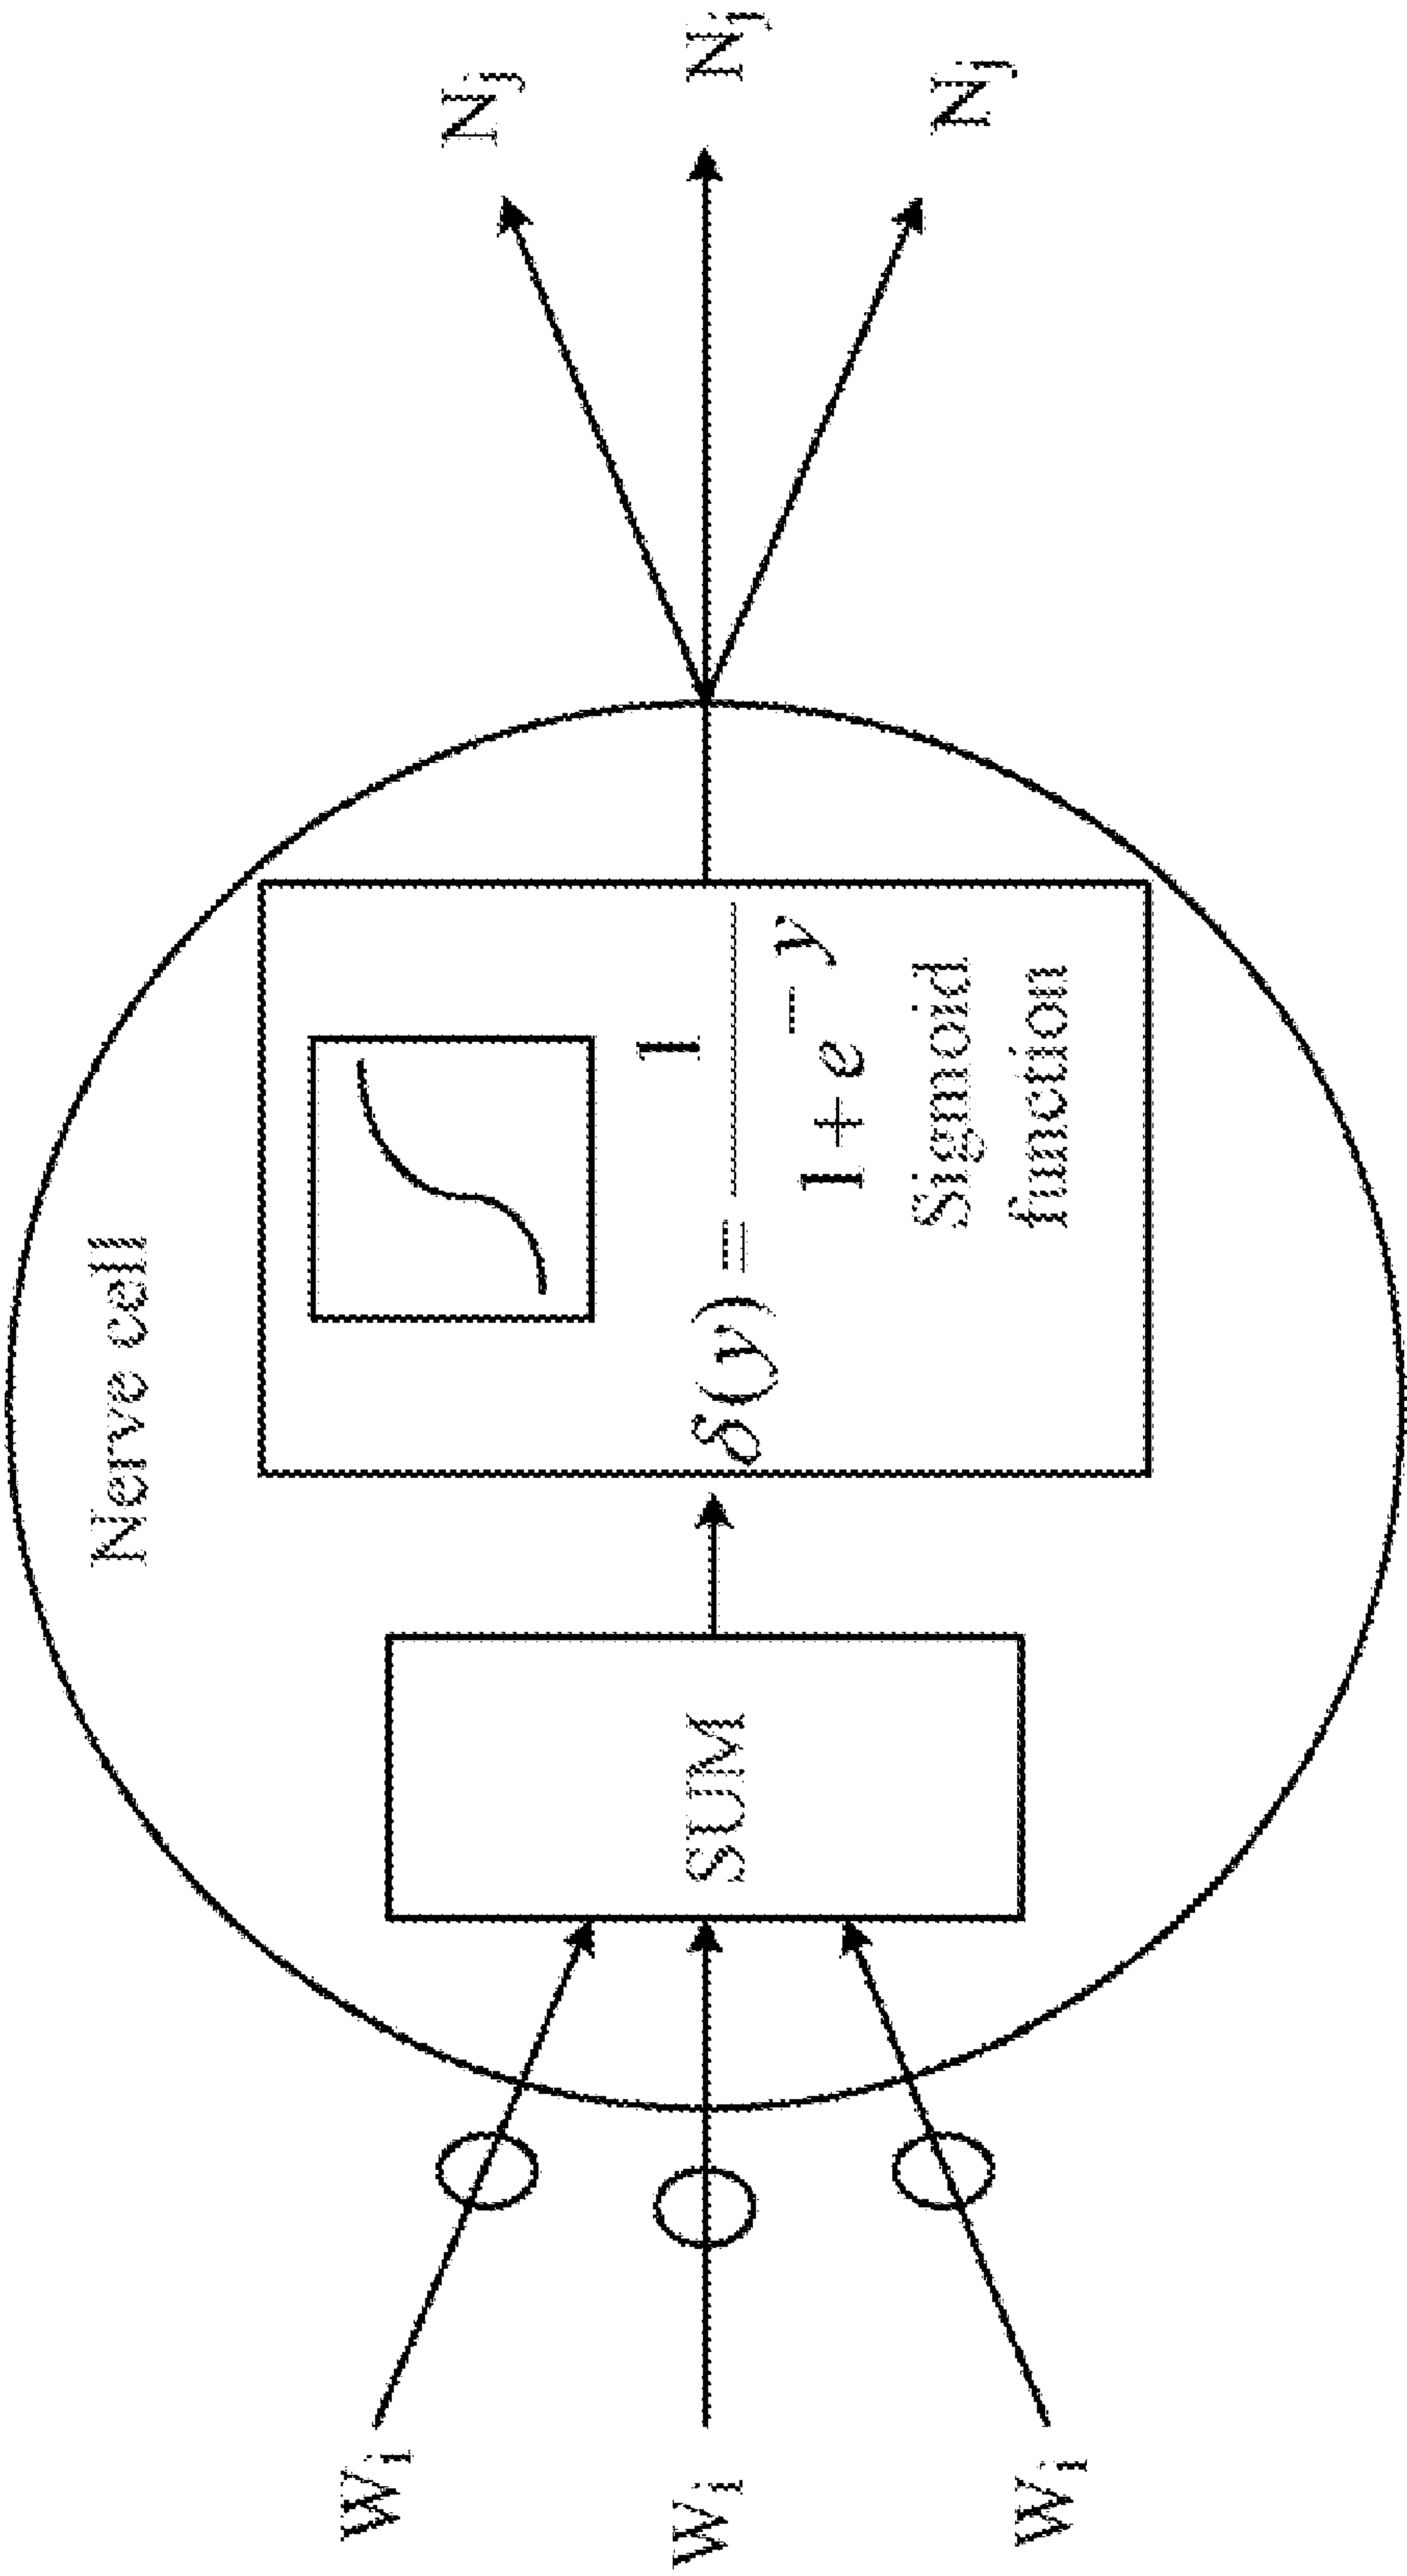 Nerve cell
Wi
Wi
Wi
SUM
δ(y) = 1 / 1 + e^-y
Sigmoid
function
Nj
Nj
Nj